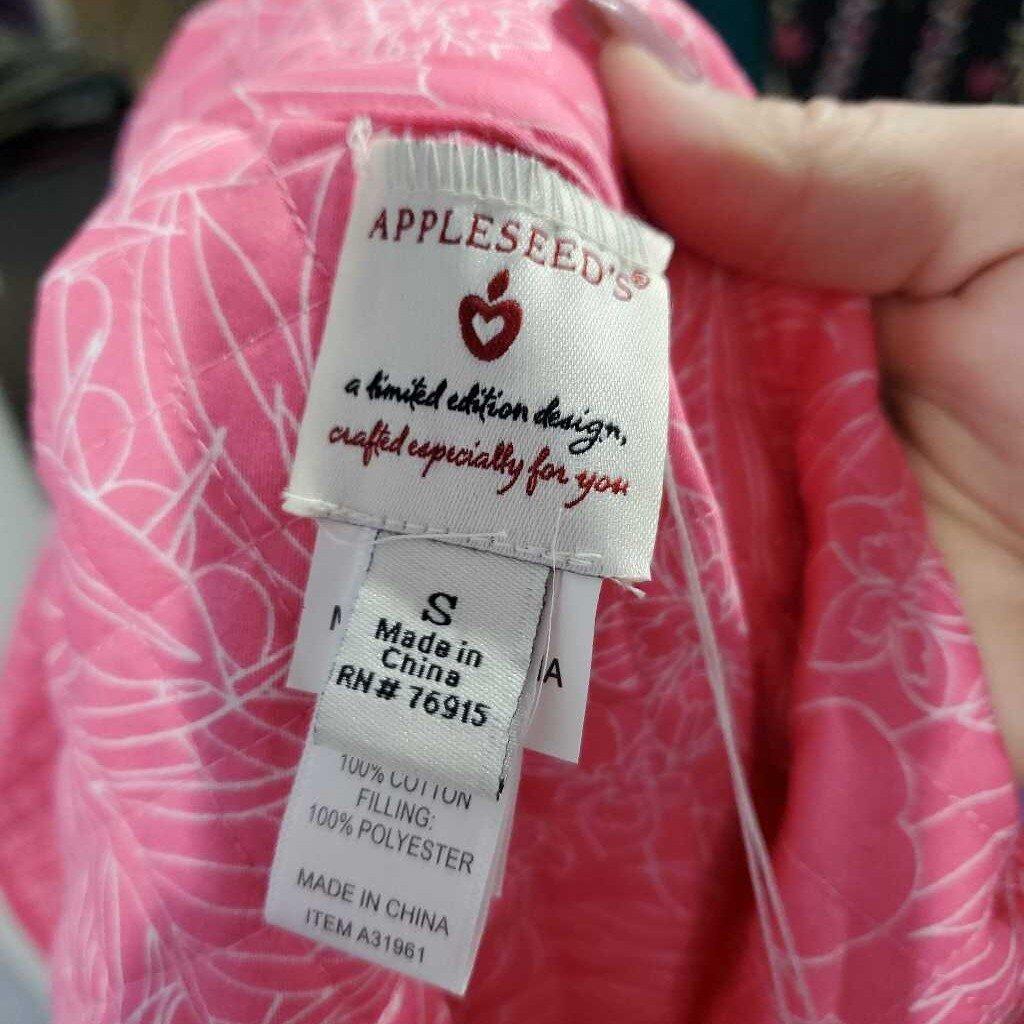 APPLESEED'S®
a limited edition design,
crafted especially for you
S
Made in
China
RN# 76915
100% COTTON
FILLING:
100% POLYESTER
MADE IN CHINA
ITEM A31961